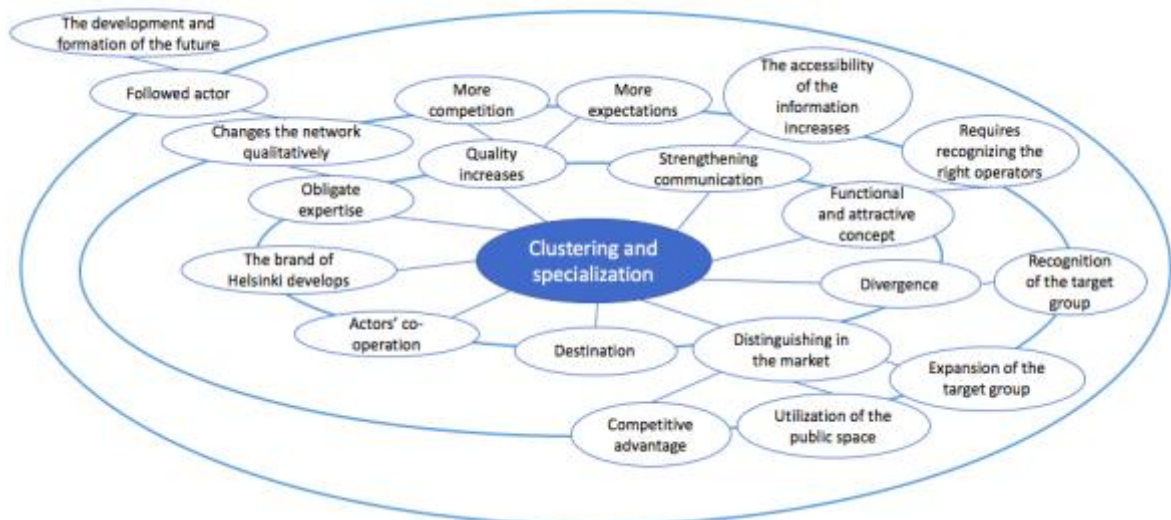 The development and
formation of the future
Followed actor
Changes the network
qualitatively
More
competition
More
expectations
The accessibility
of the
information
increases
Requires
recognizing the
right operators
Quality
increases
Strengthening
communication
Obligate
expertise
Functional
and attractive
concept
Clustering and
specialization
The brand of
Helsinki develops
Divergence
Recognition
of the target
group
Actors' co-
operation
Destination
Distinguishing in
the market
Expansion of the
target group
Competitive
advantage
Utilization of the
public space